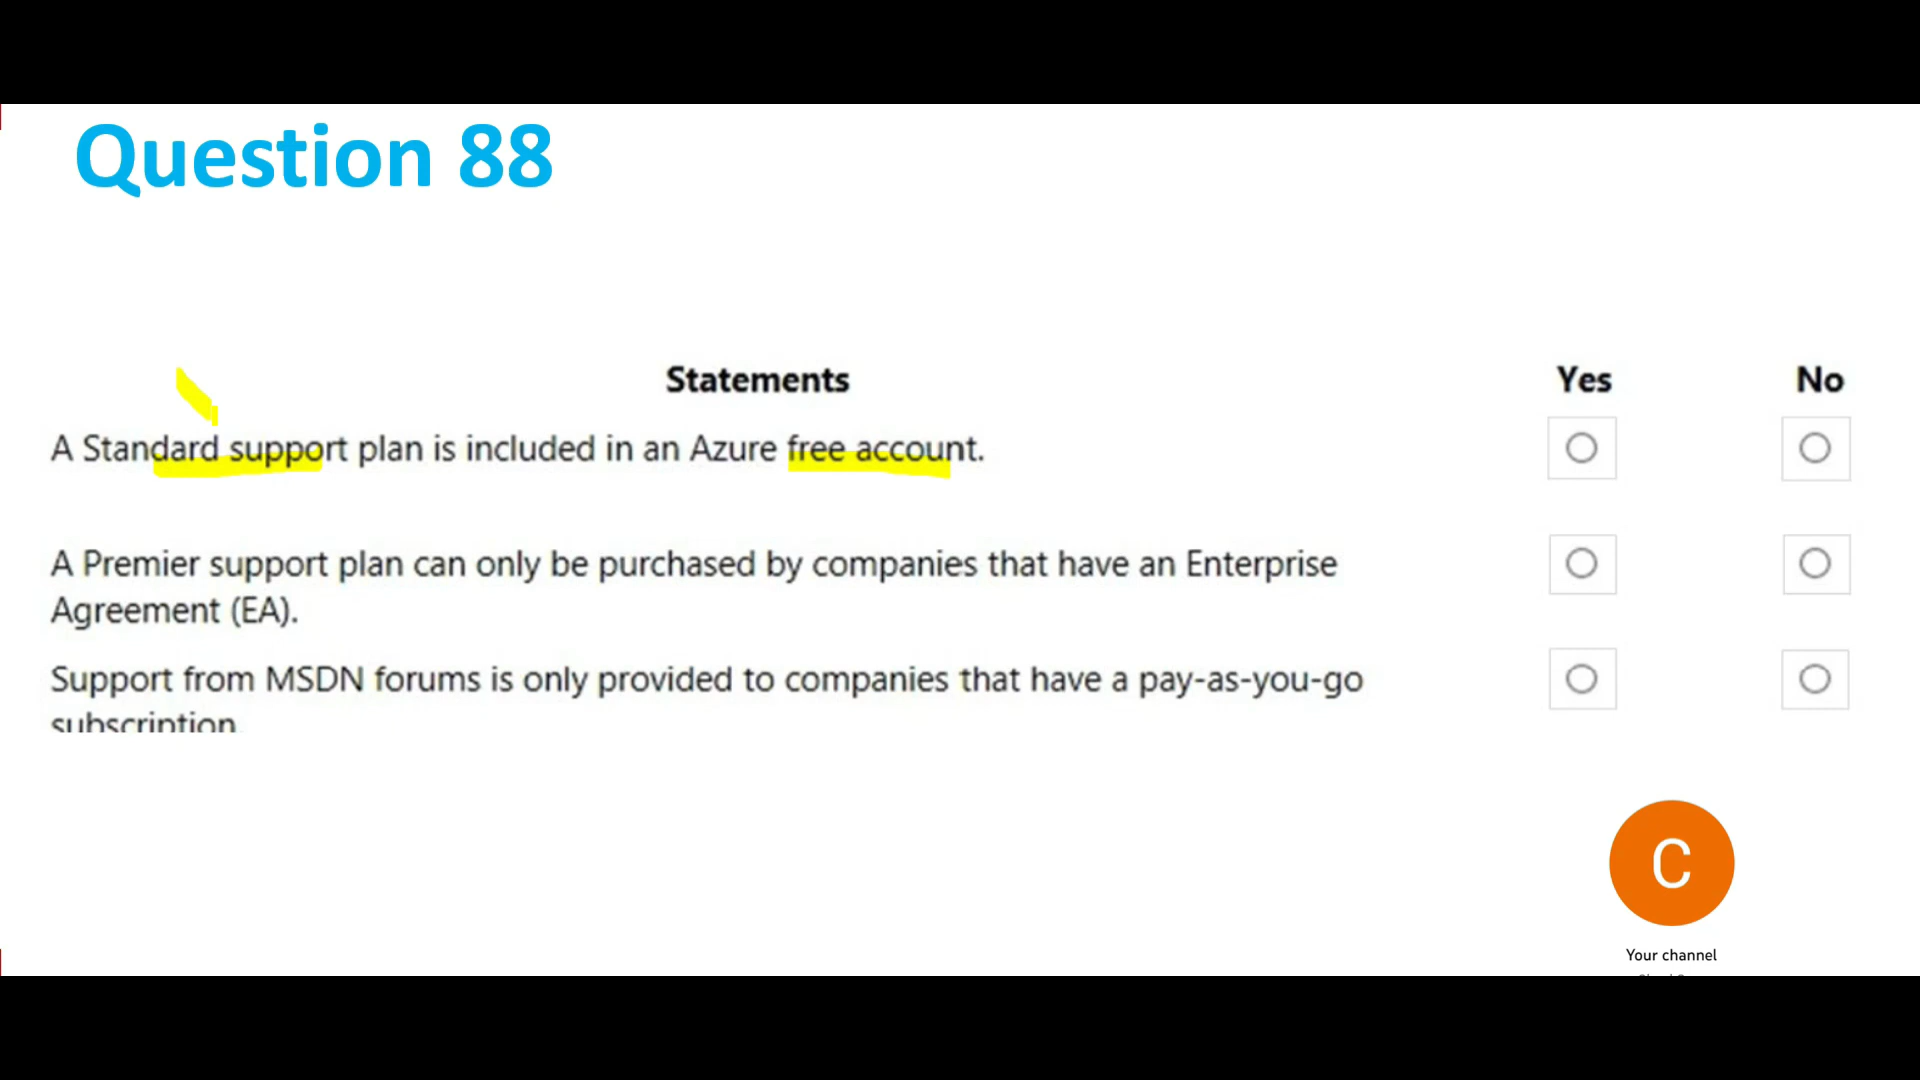 Question 88
Statements Yes No
A Standard support plan is included in an Azure free account.
A Premier support plan can only be purchased by companies that have an Enterprise
Agreement (EA).
Support from MSDN forums is only provided to companies that have a pay-as-you-go
subscription.
C
Your channel